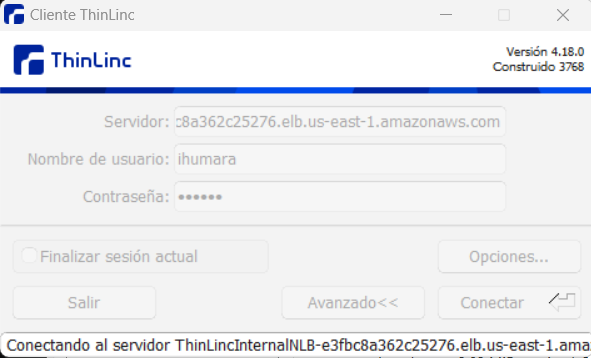 Cliente ThinLinc
ThinLinc
Versión 4.18.0
Construido 3768
Servidor: c8a362c25276.elb.us-east-1.amazonaws.com
Nombre de usuario: ihumara
Contraseña: ••••••
Finalizar sesión actual
Opciones...
Salir
Avanzado<<
Conectar
Conectando al servidor ThinLincInternalNLB-e3fbc8a362c25276.elb.us-east-1.ama